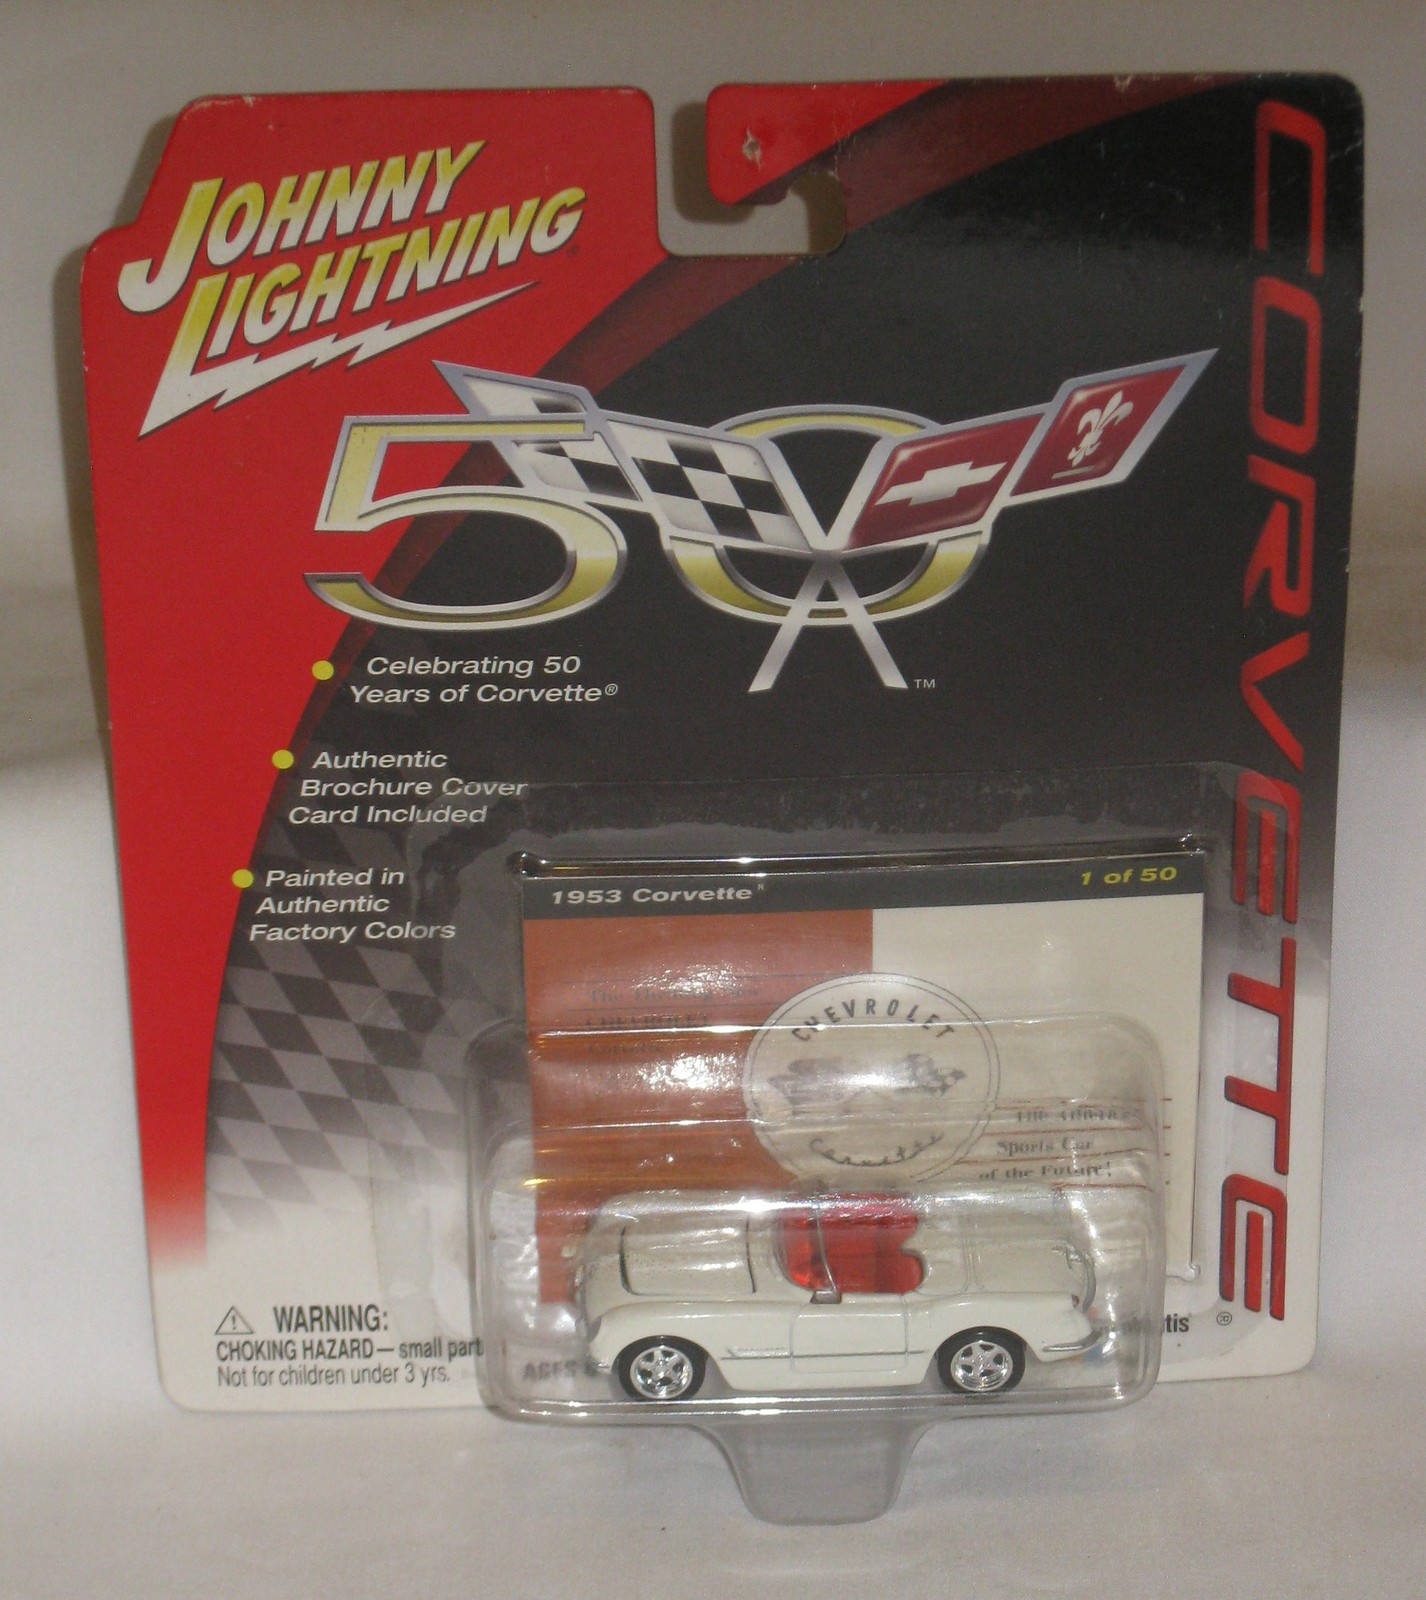 JOHNNY
LIGHTNING®
CORVETTE
50
TM
Celebrating 50
Years of Corvette®
Authentic
Brochure Cover
Card Included
Painted in
Authentic
Factory Colors
1953 Corvette
1 of 50
CHEVROLET
Corvette
Sports Car
of the Future!
WARNING:
CHOKING HAZARD — small part
Not for children under 3 yrs.
AGES
®